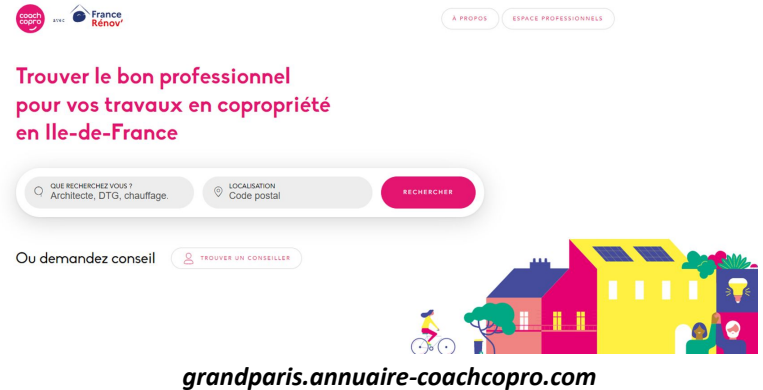 coach
copro
avec
France
Rénov'
À PROPOS
ESPACE PROFESSIONNELS
Trouver le bon professionnel
pour vos travaux en copropriété
en Ile-de-France
QUE RECHERCHEZ VOUS ?
Architecte, DTG, chauffage.
LOCALISATION
Code postal
RECHERCHER
Ou demandez conseil
TROUVER UN CONSEILLER
grandparis.annuaire-coachcopro.com